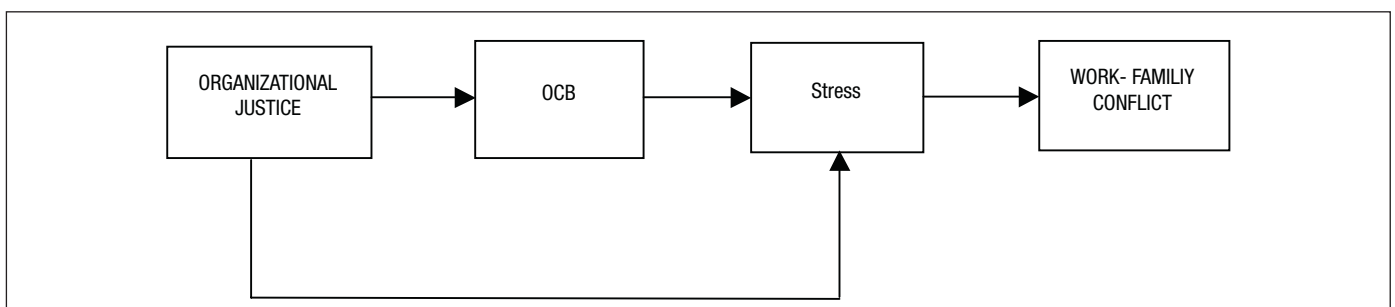 ORGANIZATIONAL
JUSTICE
OCB
Stress
WORK- FAMILIY
CONFLICT